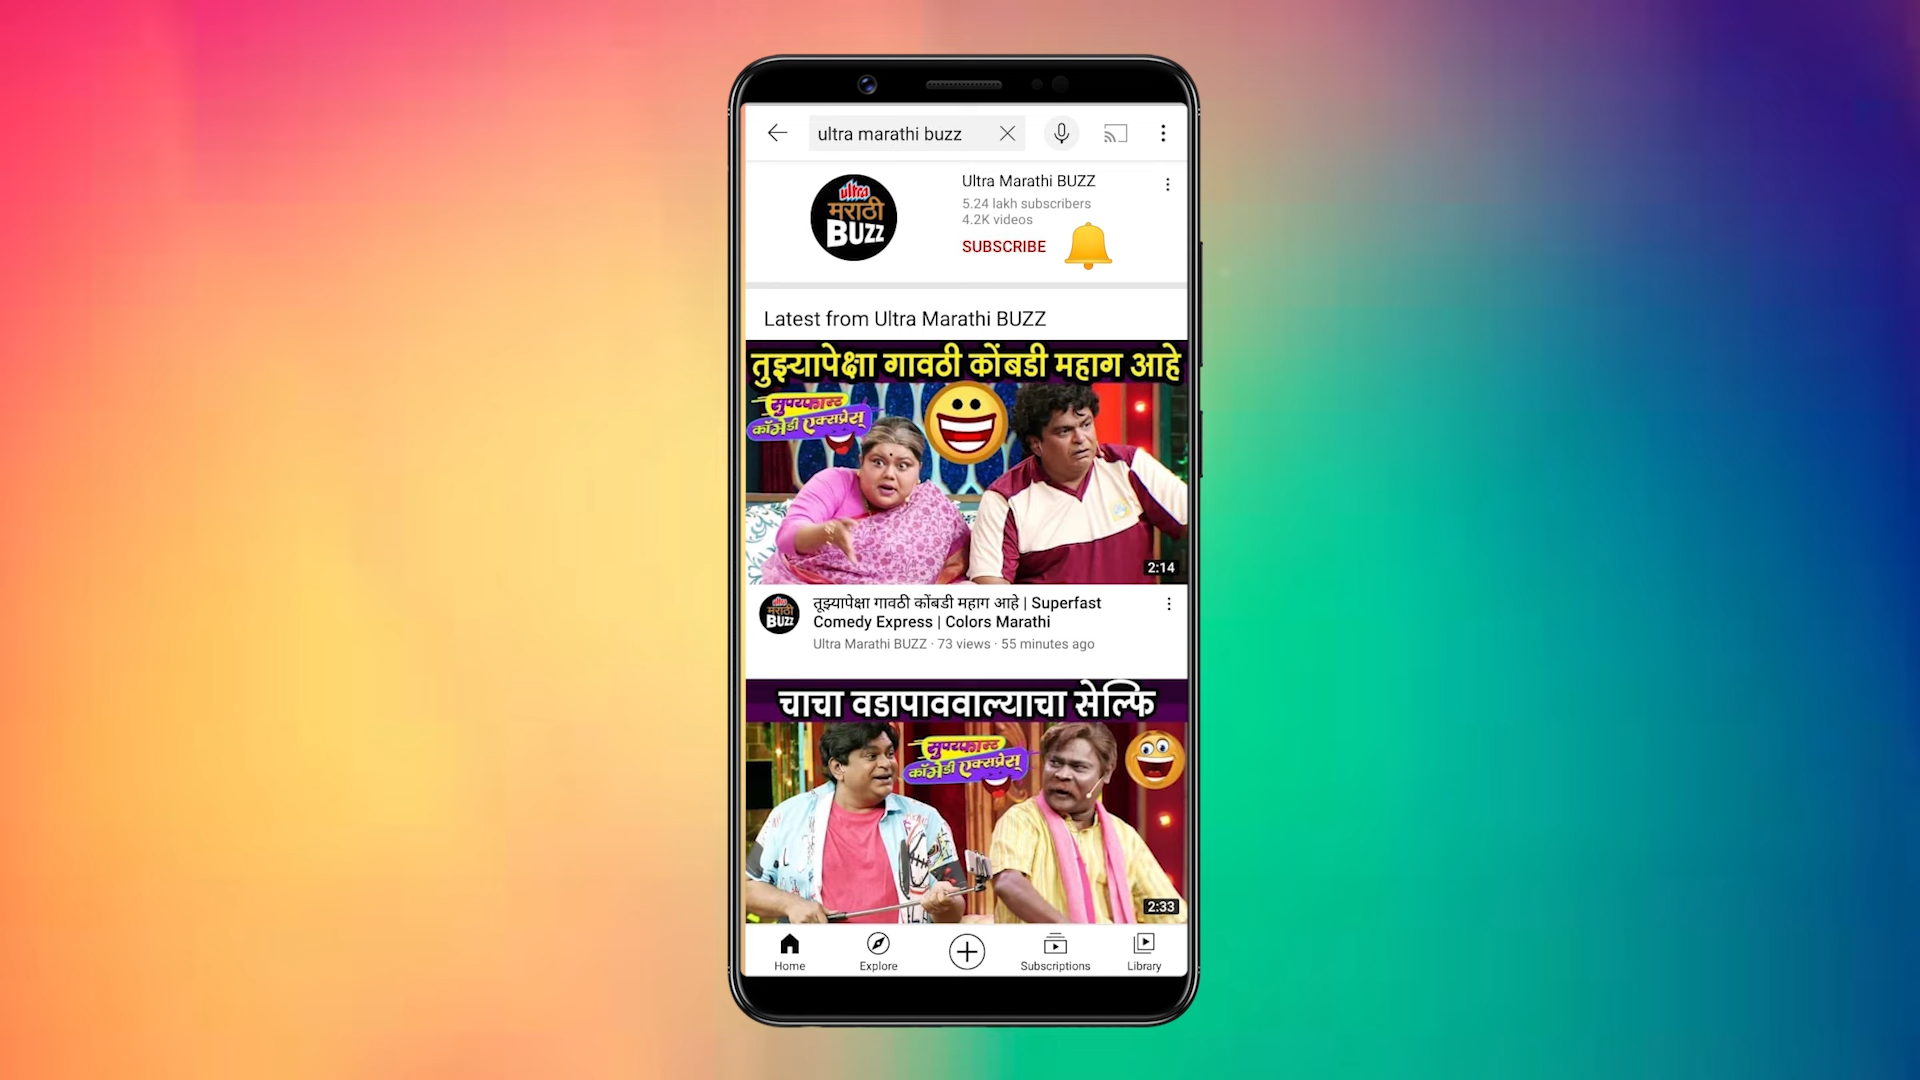 ultra marathi buzz
ultra
मराठी
BUZZ
Ultra Marathi BUZZ
5.24 lakh subscribers
4.2K videos
SUBSCRIBE
Latest from Ultra Marathi BUZZ
तुझ्यापेक्षा गावठी कोंबडी महाग आहे
सुपरफास्ट
कॉमेडी एक्सप्रेस्
2:14
ultra
मराठी
BUZZ
तूझ्यापेक्षा गावठी कोंबडी महाग आहे | Superfast
Comedy Express | Colors Marathi
Ultra Marathi BUZZ · 73 views · 55 minutes ago
चाचा वडापाववाल्याचा सेल्फि
सुपरफास्ट
कॉमेडी एक्सप्रेस्
2:33
Home
Explore
Subscriptions
Library